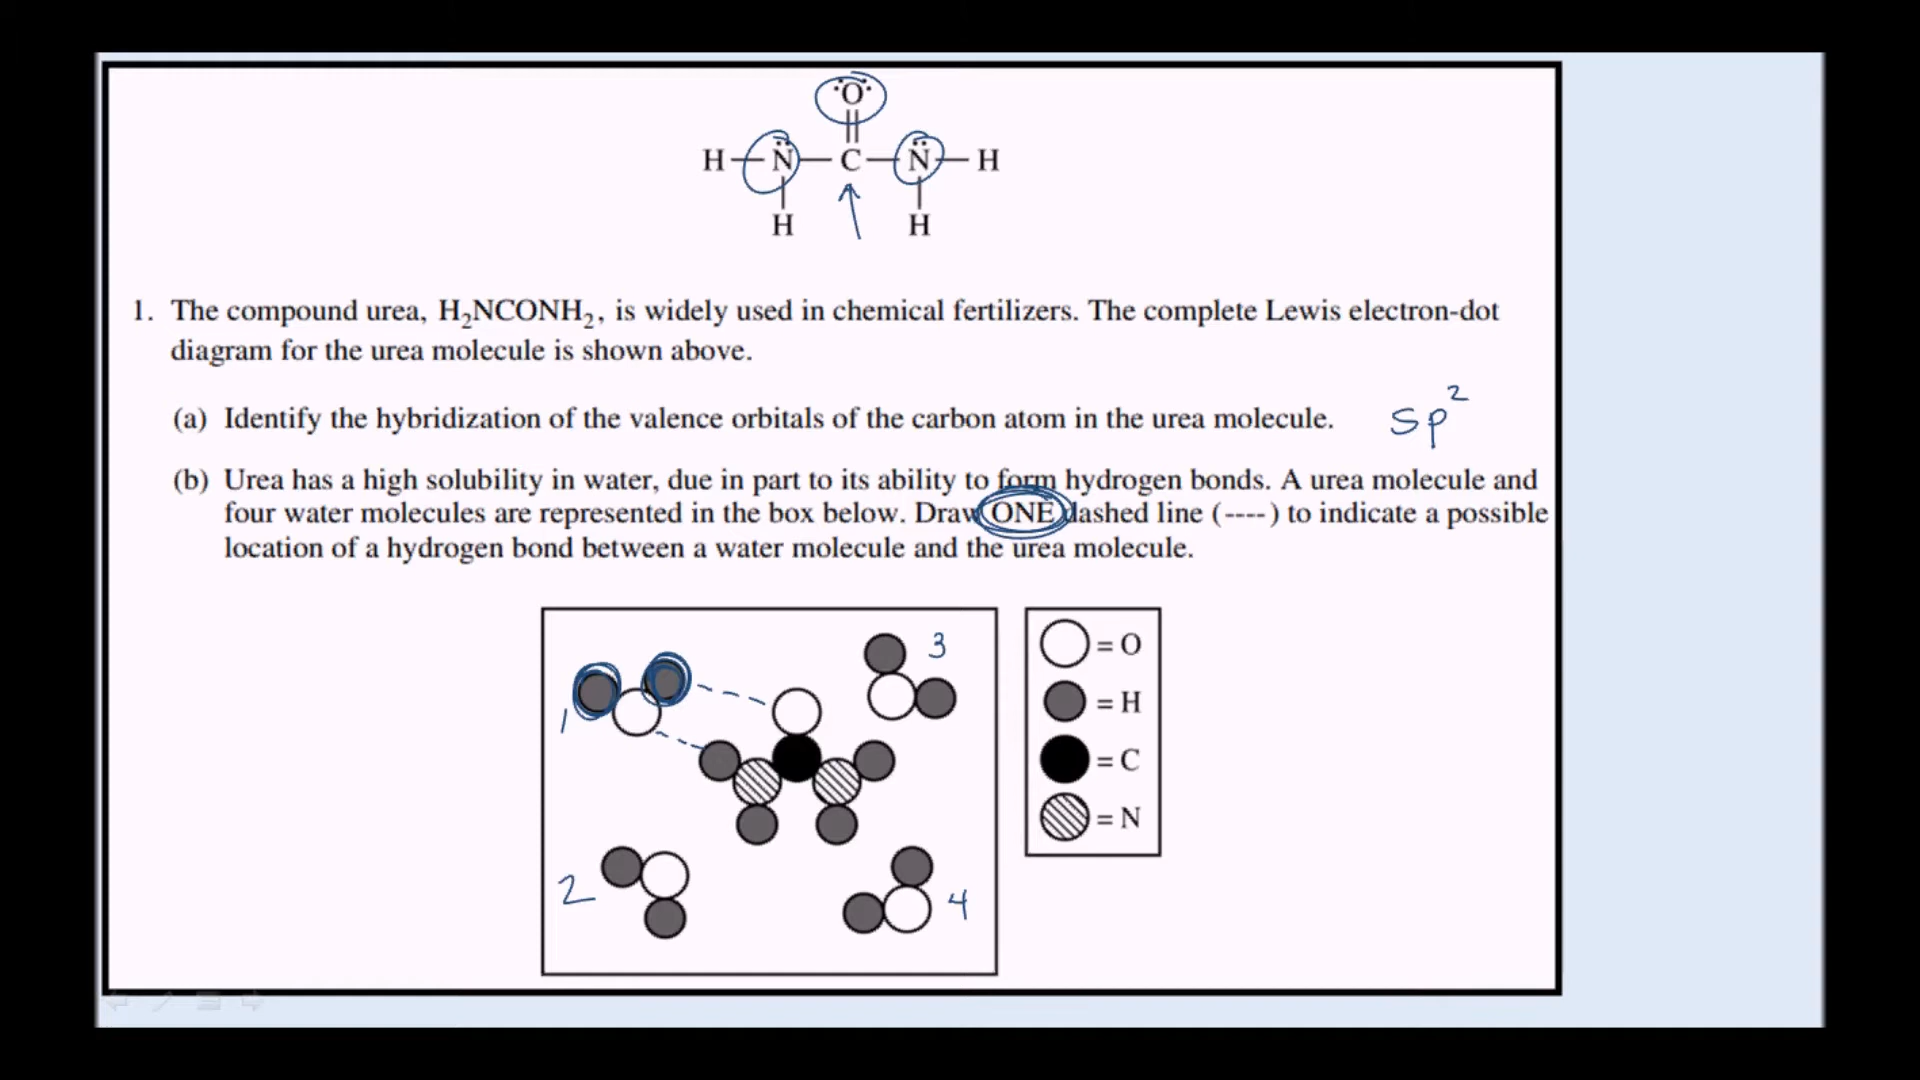 O
H N C N H
H H
1. The compound urea, H₂NCONH₂, is widely used in chemical fertilizers. The complete Lewis electron-dot
diagram for the urea molecule is shown above.
(a) Identify the hybridization of the valence orbitals of the carbon atom in the urea molecule. sp²
(b) Urea has a high solubility in water, due in part to its ability to form hydrogen bonds. A urea molecule and
four water molecules are represented in the box below. Draw ONE dashed line (----) to indicate a possible
location of a hydrogen bond between a water molecule and the urea molecule.
3
1
2
4
= O
= H
= C
= N